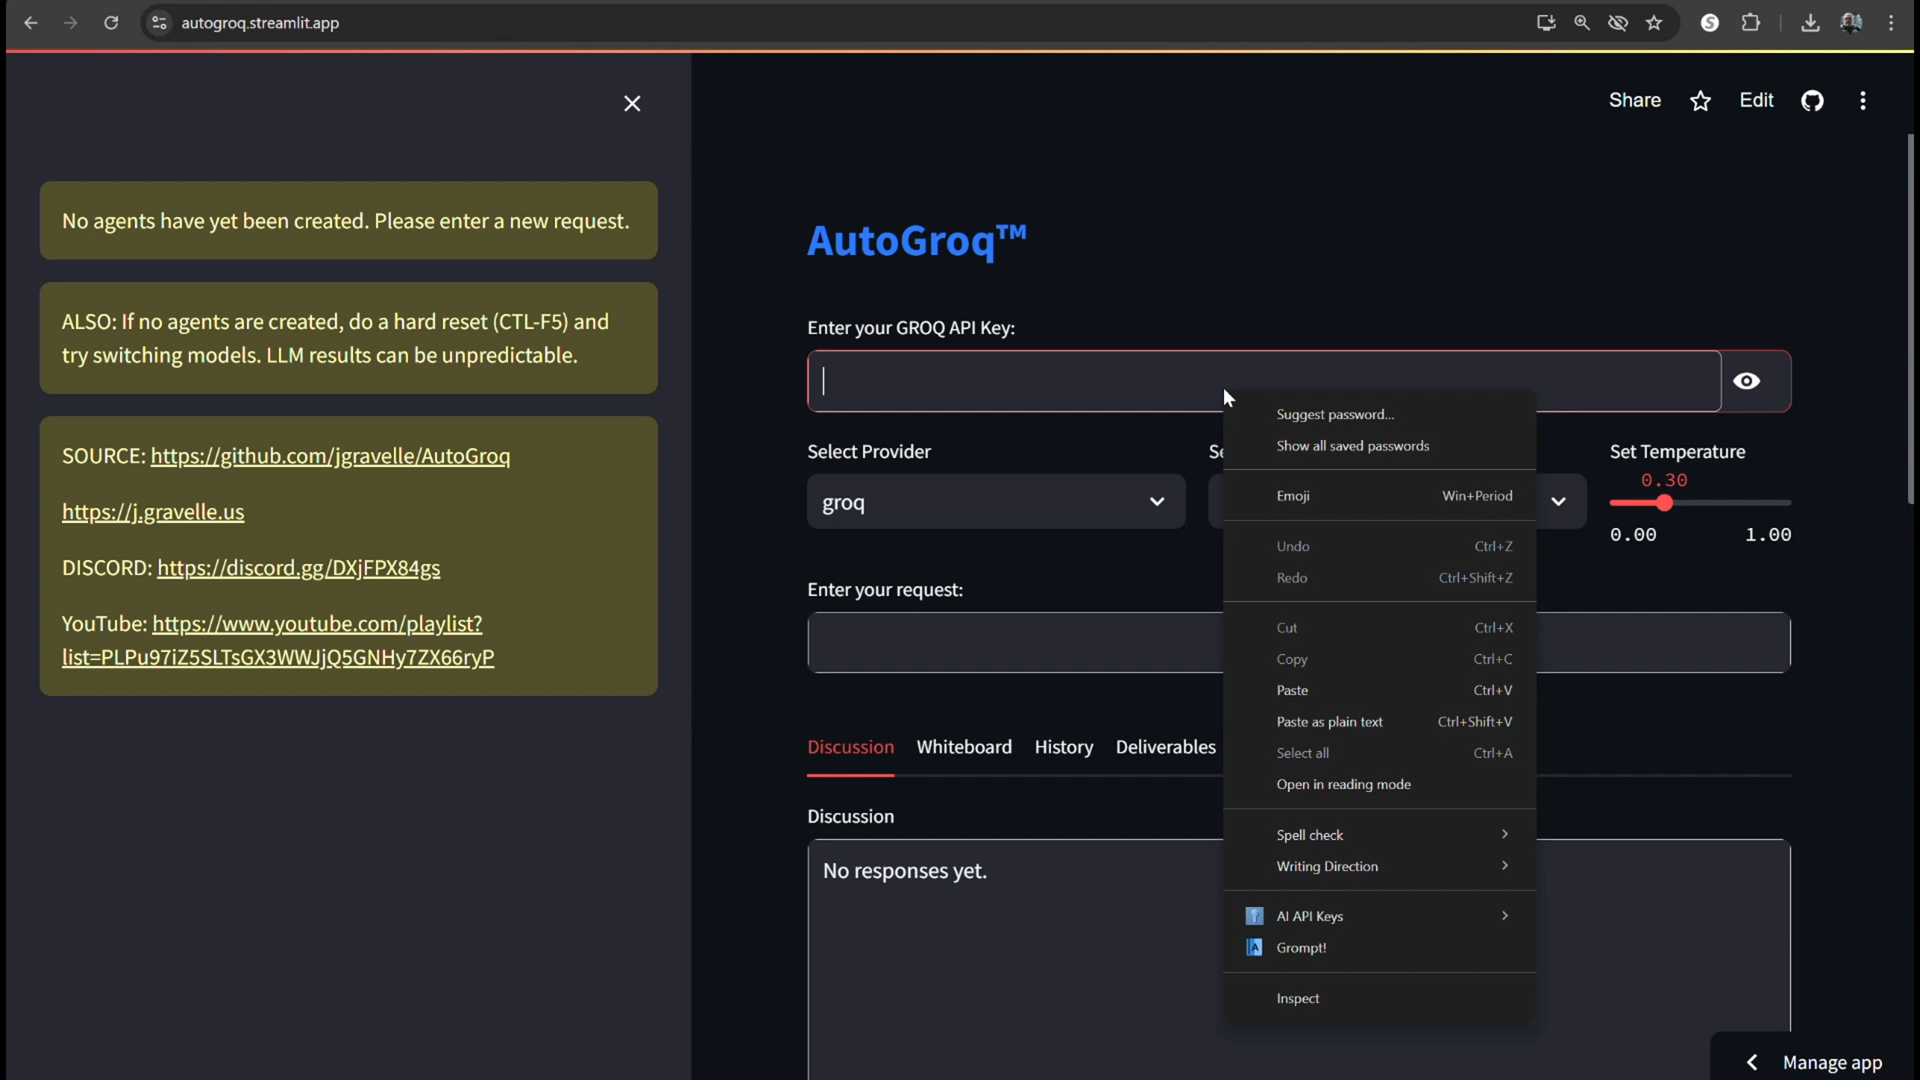 autogroq.streamlit.app
Share
Edit
No agents have yet been created. Please enter a new request.
ALSO: If no agents are created, do a hard reset (CTL-F5) and
try switching models. LLM results can be unpredictable.
SOURCE: https://github.com/jgravelle/AutoGroq
https://j.gravelle.us
DISCORD: https://discord.gg/DXjFPX84gs
YouTube: https://www.youtube.com/playlist?
list=PLPu97iZ5SLTsGX3WWJjQ5GNHy7ZX66ryP
AutoGroq™
Enter your GROQ API Key:
Select Provider
groq
Set Temperature
0.30
0.00 1.00
Enter your request:
Discussion Whiteboard History Deliverables
Discussion
No responses yet.
Suggest password...
Show all saved passwords
Emoji Win+Period
Undo Ctrl+Z
Redo Ctrl+Shift+Z
Cut Ctrl+X
Copy Ctrl+C
Paste Ctrl+V
Paste as plain text Ctrl+Shift+V
Select all Ctrl+A
Open in reading mode
Spell check
Writing Direction
AI API Keys
Grompt!
Inspect
Manage app